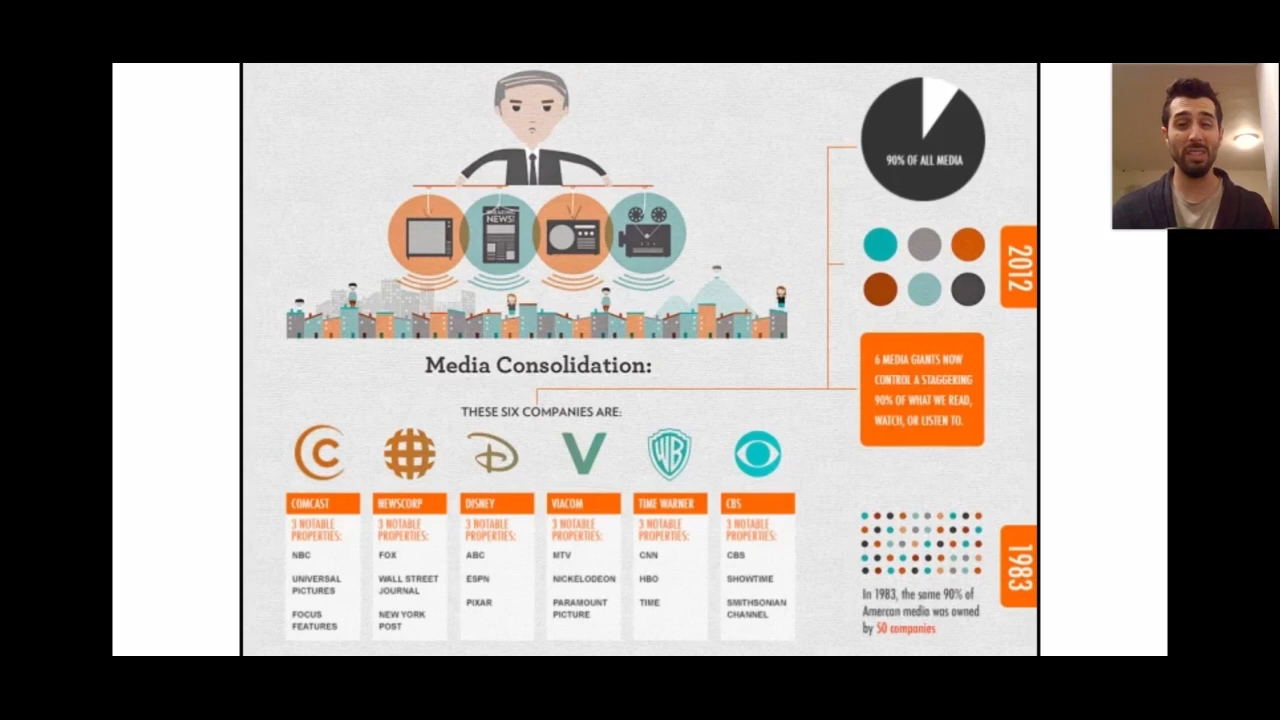 90% OF ALL MEDIA
NEWS!
2012
Media Consolidation:
6 MEDIA GIANTS NOW
CONTROL A STAGGERING
90% OF WHAT WE READ,
WATCH, OR LISTEN TO.
THESE SIX COMPANIES ARE:
C
D
V
WB
COMCAST
3 NOTABLE
PROPERTIES:
NBC
UNIVERSAL
PICTURES
FOCUS
FEATURES
NEWSCORP
3 NOTABLE
PROPERTIES:
FOX
WALL STREET
JOURNAL
NEW YORK
POST
DISNEY
3 NOTABLE
PROPERTIES:
ABC
ESPN
PIXAR
VIACOM
3 NOTABLE
PROPERTIES:
MTV
NICKELODEON
PARAMOUNT
PICTURE
TIME WARNER
3 NOTABLE
PROPERTIES:
CNN
HBO
TIME
CBS
3 NOTABLE
PROPERTIES:
CBS
SHOWTIME
SMITHSONIAN
CHANNEL
1983
In 1983, the same 90% of
Amercan media was owned
by 50 companies